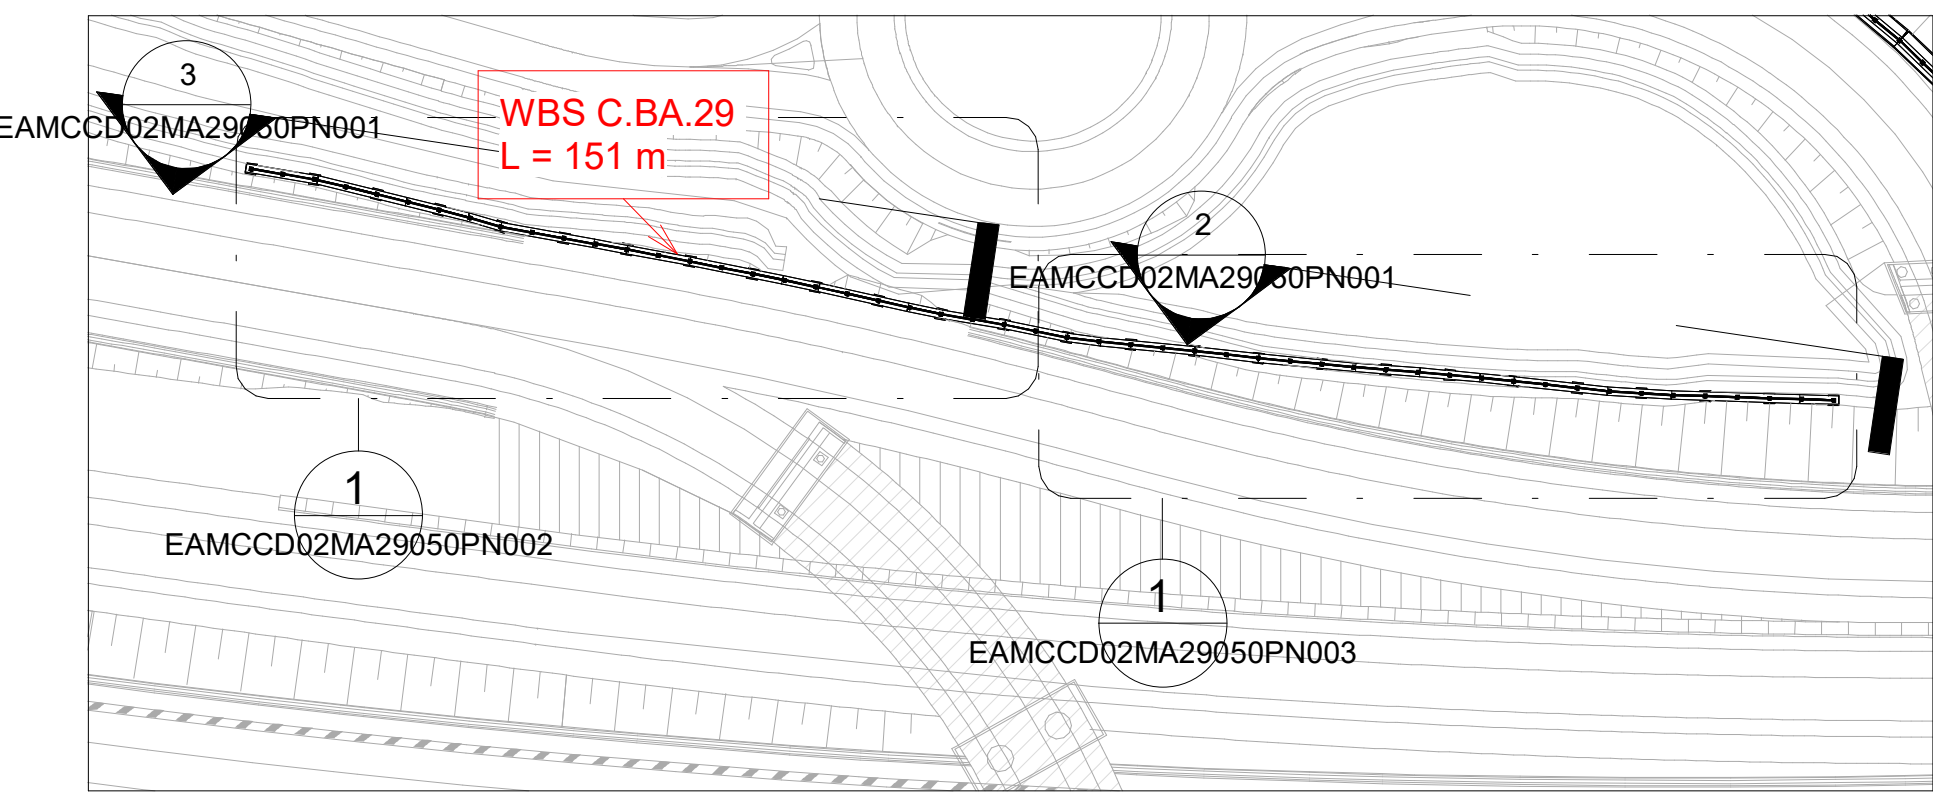 3
EAMCCD02MA29050PN001
WBS C.BA.29
L = 151 m
2
EAMCCD02MA29050PN001
1
EAMCCD02MA29050PN002
1
EAMCCD02MA29050PN003